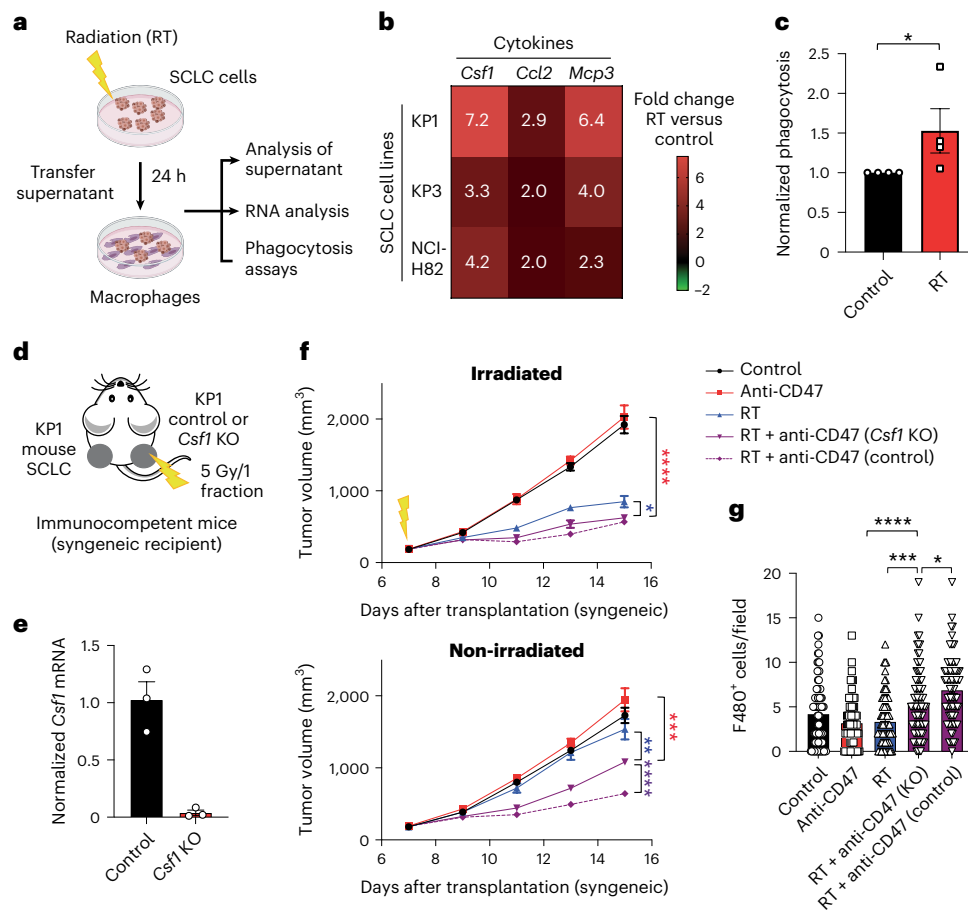 a
Radiation (RT)
SCLC cells
Transfer
supernatant
24 h
Analysis of
supernatant
RNA analysis
Phagocytosis
assays
Macrophages
b
Cytokines
Csf1 Ccl2 Mcp3
SCLC cell lines
KP1 7.2 2.9 6.4
KP3 3.3 2.0 4.0
NCI-
H82 4.2 2.0 2.3
Fold change
RT versus
control
6
4
2
0
–2
c
*
Normalized phagocytosis
2.5
2.0
1.5
1.0
0.5
0
Control
RT
d
KP1
mouse
SCLC
KP1
control or
Csf1 KO
5 Gy/1
fraction
Immunocompetent mice
(syngeneic recipient)
e
Normalized Csf1 mRNA
1.5
1.0
0.5
0
Control
Csf1 KO
f
Irradiated
Tumor volume (mm3)
2,000
1,000
0
6 8 10 12 14 16
Days after transplantation (syngeneic)
****
*
Control
Anti-CD47
RT
RT + anti-CD47 (Csf1 KO)
RT + anti-CD47 (control)
Non-irradiated
Tumor volume (mm3)
2,000
1,000
0
6 8 10 12 14 16
Days after transplantation (syngeneic)
***
**
****
g
****
*** *
F480+ cells/field
20
15
10
5
0
Control
Anti-CD47
RT
RT + anti-CD47 (KO)
RT + anti-CD47 (control)